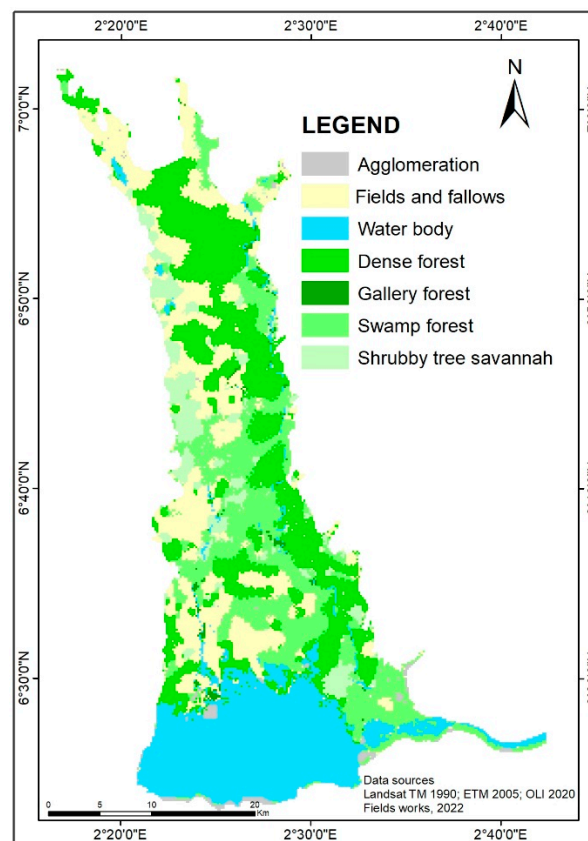 2°20'0"E 2°30'0"E 2°40'0"E
N
7°0'0"N
LEGEND
Agglomeration
Fields and fallows
Water body
Dense forest
Gallery forest
Swamp forest
Shrubby tree savannah
6°50'0"N
6°40'0"N
6°30'0"N
Data sources
Landsat TM 1990; ETM 2005; OLI 2020
Fields works, 2022
0 5 10 20
Km
2°20'0"E 2°30'0"E 2°40'0"E